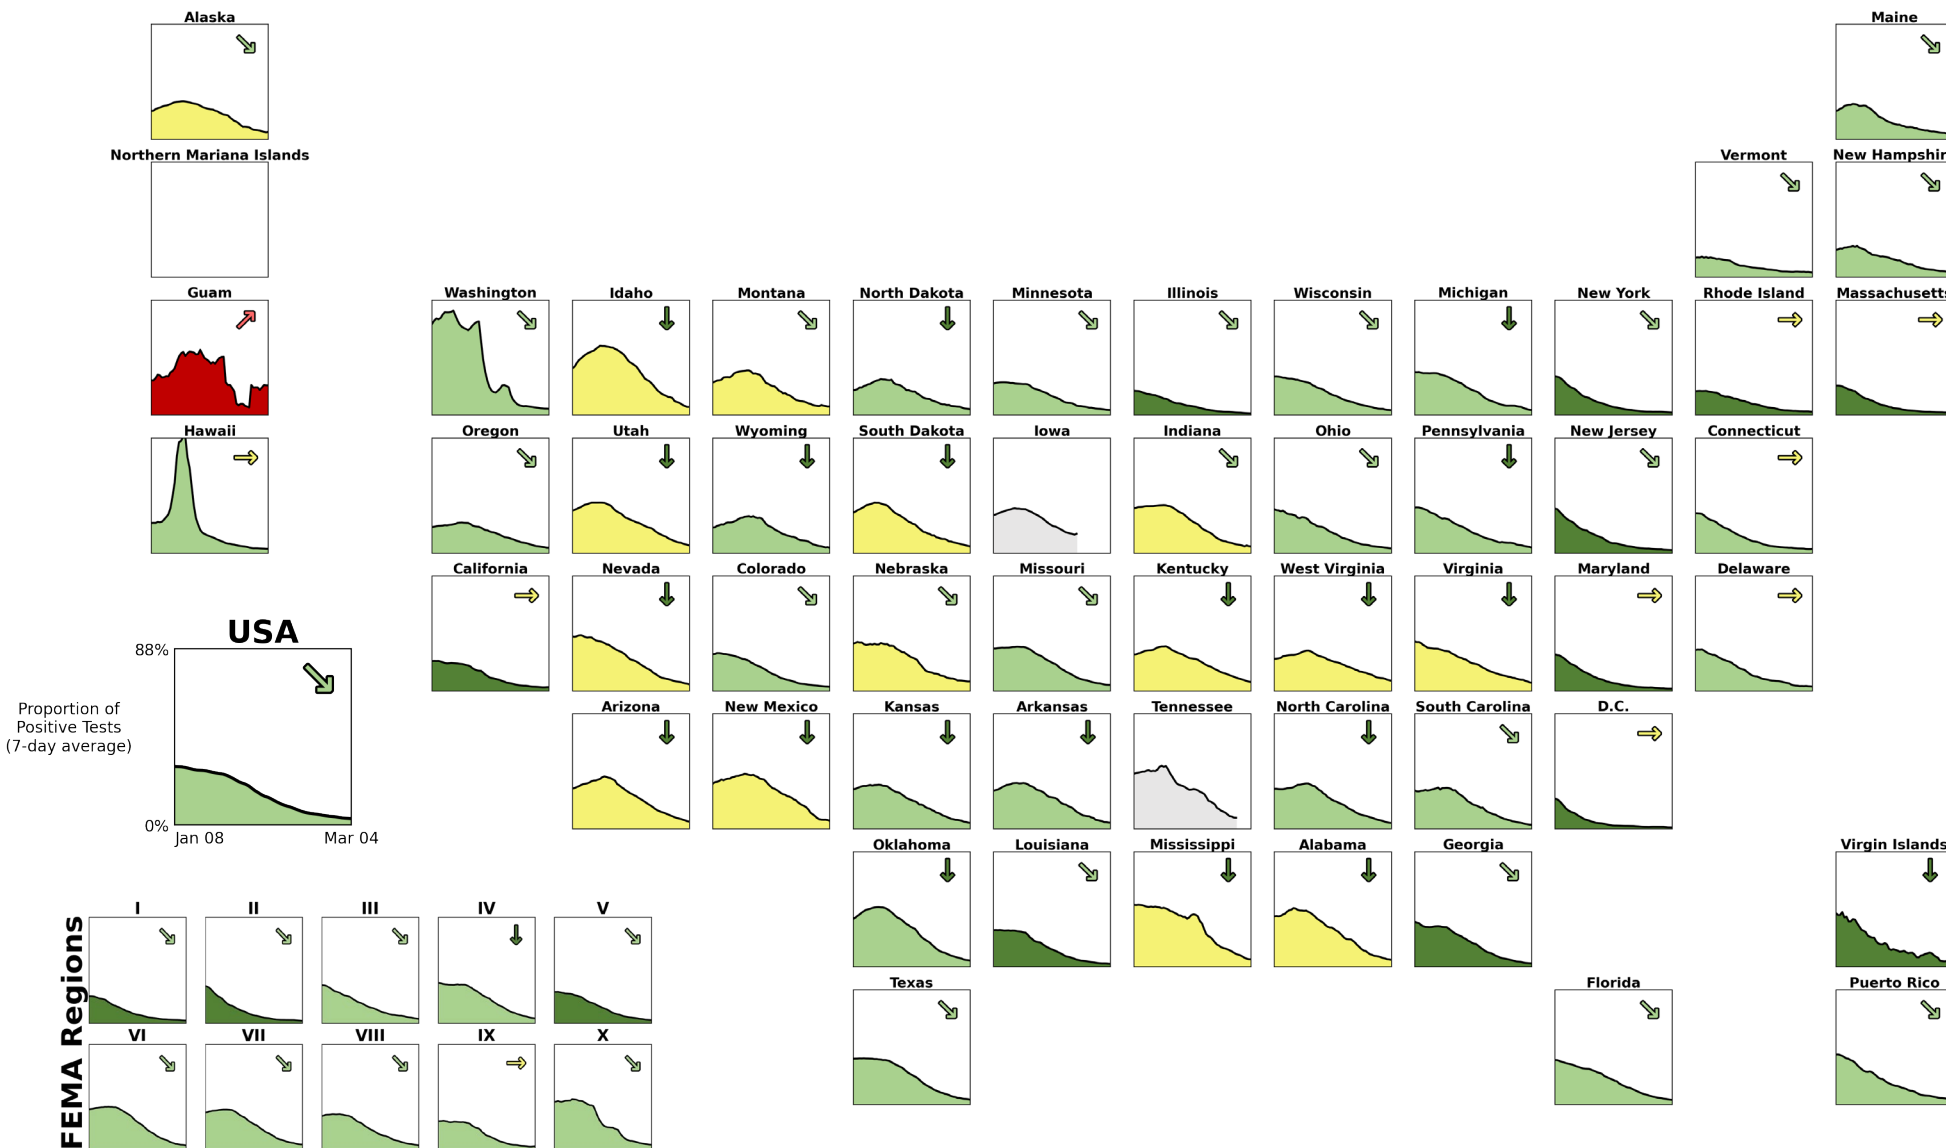 Alaska
Maine
Northern Mariana Islands
Vermont
New Hampshir
Guam
Washington
Idaho
Montana
North Dakota
Minnesota
Illinois
Wisconsin
Michigan
New York
Rhode Island
Massachusetts
Hawaii
Oregon
Utah
Wyoming
South Dakota
Iowa
Indiana
Ohio
Pennsylvania
New Jersey
Connecticut
California
Nevada
Colorado
Nebraska
Missouri
Kentucky
West Virginia
Virginia
Maryland
Delaware
USA
88%
Proportion of
Positive Tests
(7-day average)
0%
Jan 08
Mar 04
Arizona
New Mexico
Kansas
Arkansas
Tennessee
North Carolina
South Carolina
D.C.
Oklahoma
Louisiana
Mississippi
Alabama
Georgia
Virgin Islands
Texas
Florida
Puerto Rico
FEMA Regions
I
II
III
IV
V
VI
VII
VIII
IX
X